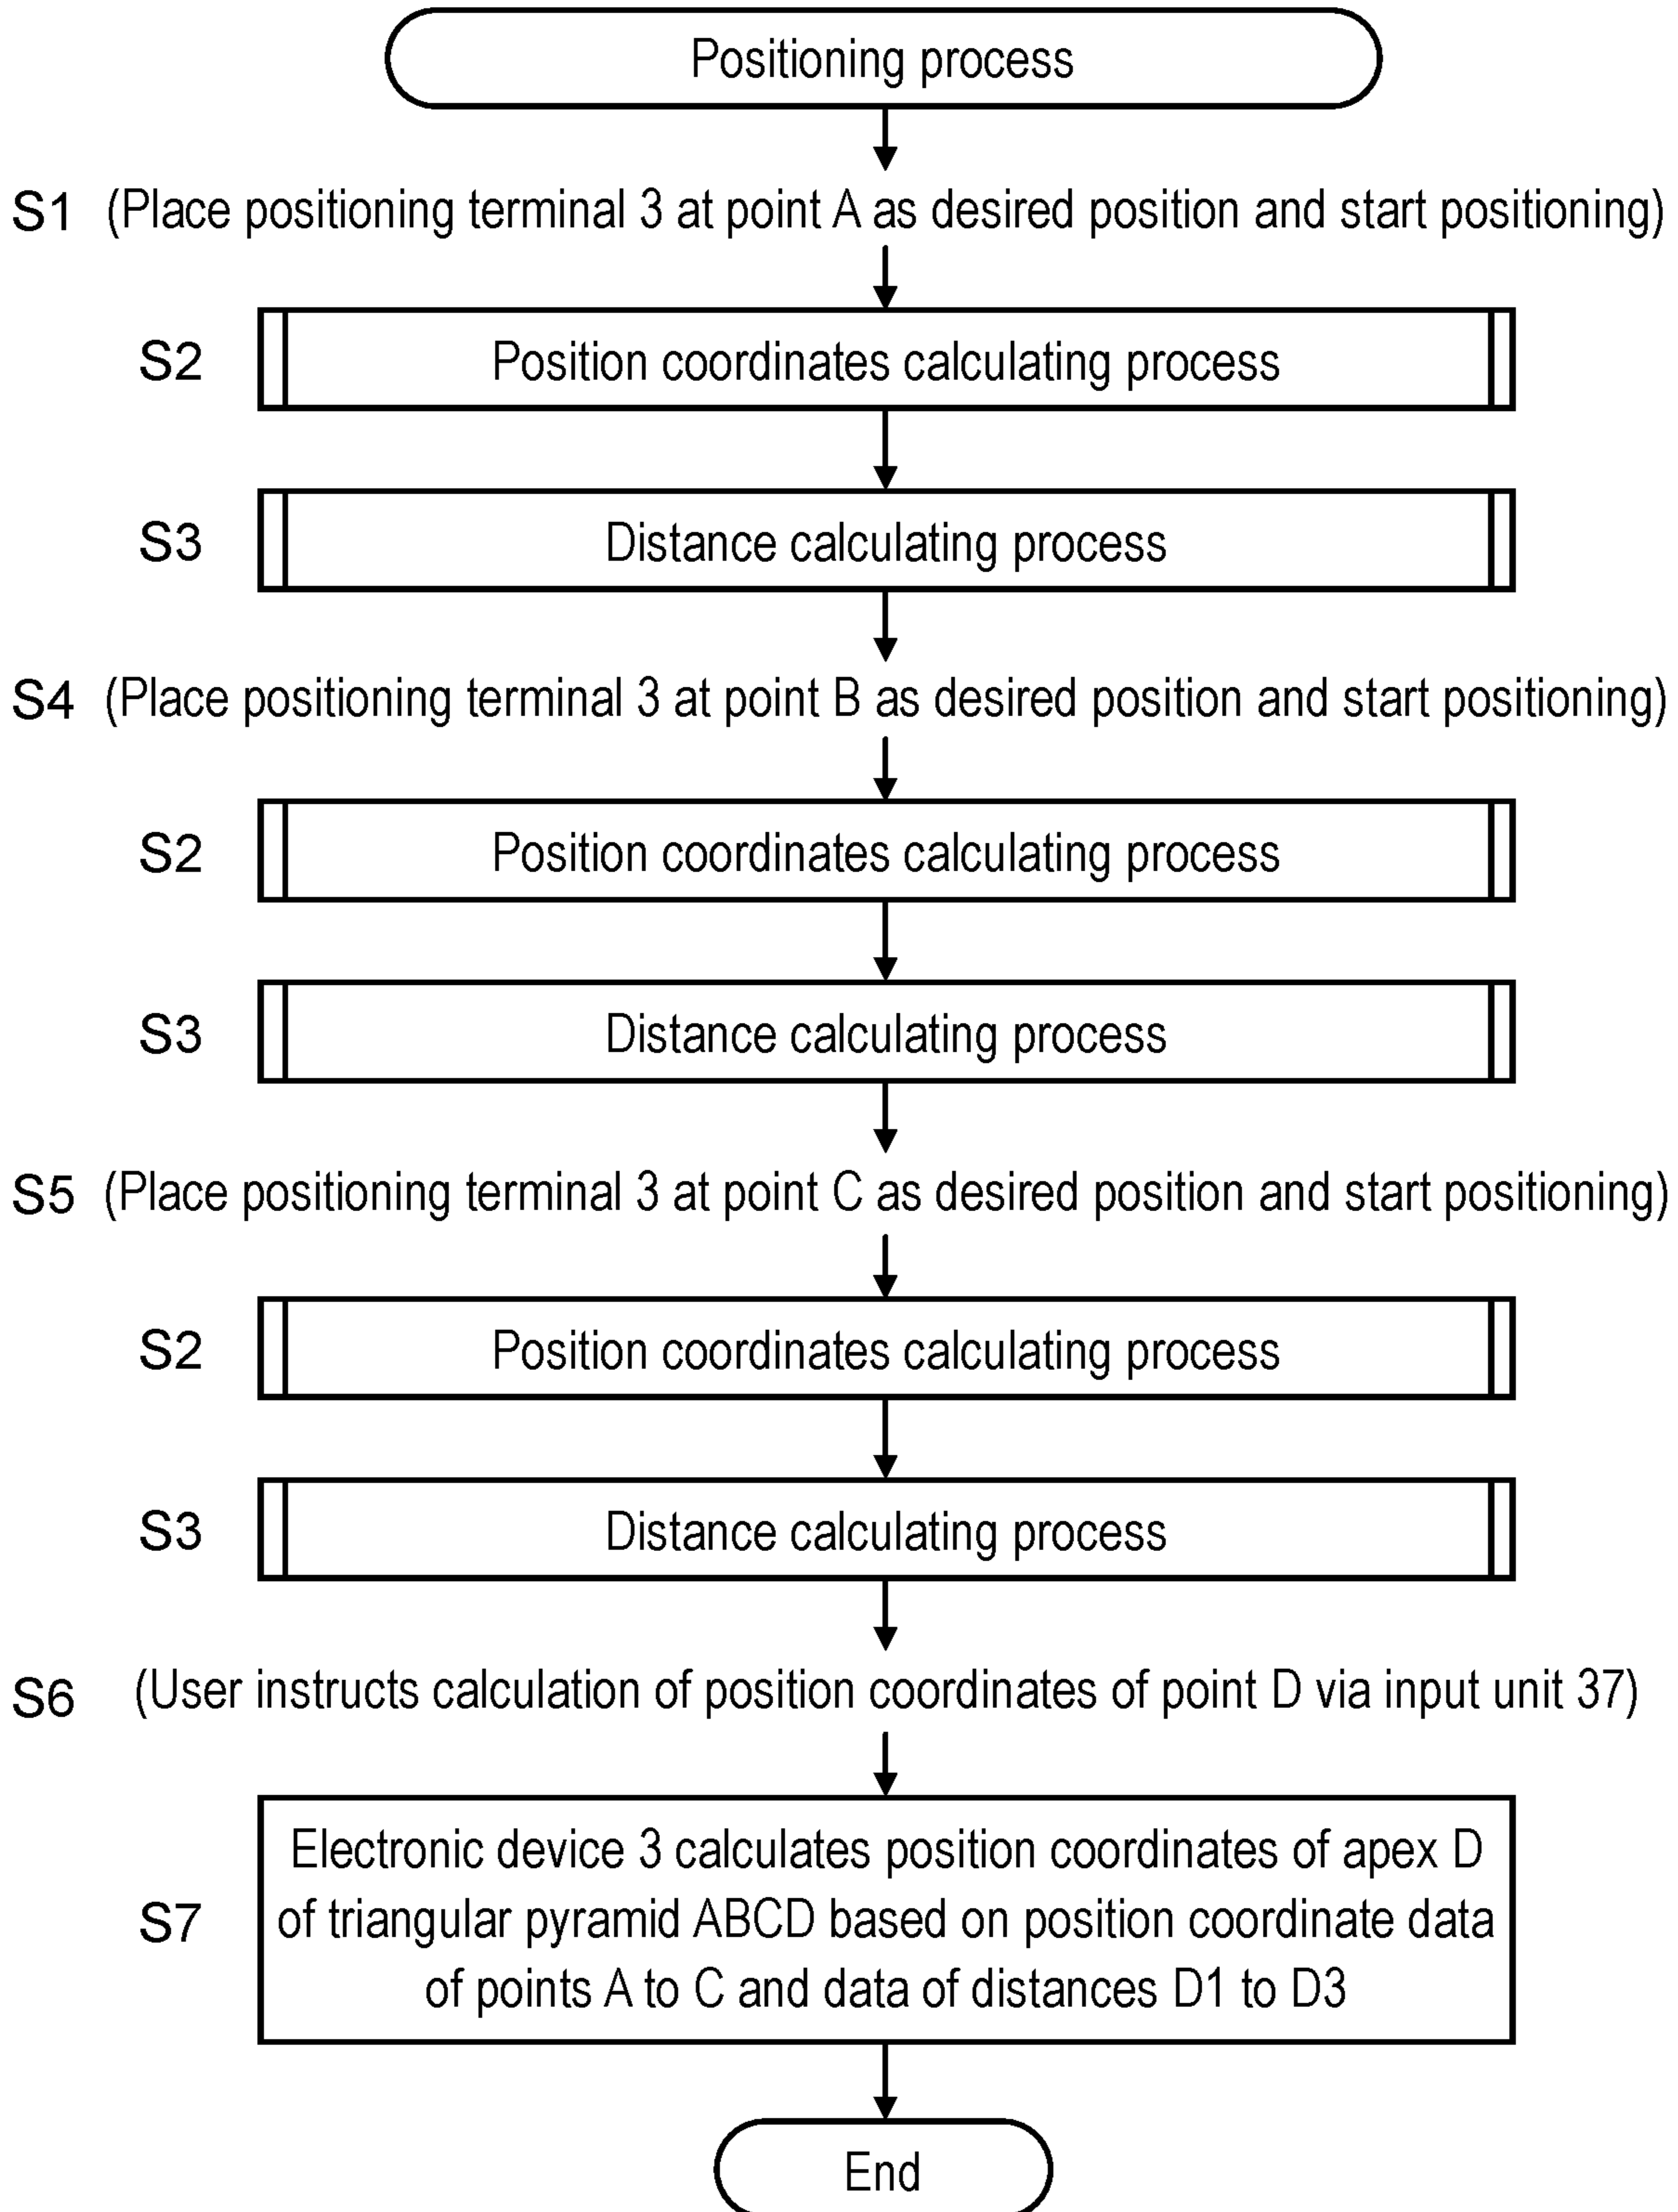 Positioning process
S1 (Place positioning terminal 3 at point A as desired position and start positioning)
S2 Position coordinates calculating process
S3 Distance calculating process
S4 (Place positioning terminal 3 at point B as desired position and start positioning)
S2 Position coordinates calculating process
S3 Distance calculating process
S5 (Place positioning terminal 3 at point C as desired position and start positioning)
S2 Position coordinates calculating process
S3 Distance calculating process
S6 (User instructs calculation of position coordinates of point D via input unit 37)
Electronic device 3 calculates position coordinates of apex D
S7 of triangular pyramid ABCD based on position coordinate data
of points A to C and data of distances D1 to D3
End